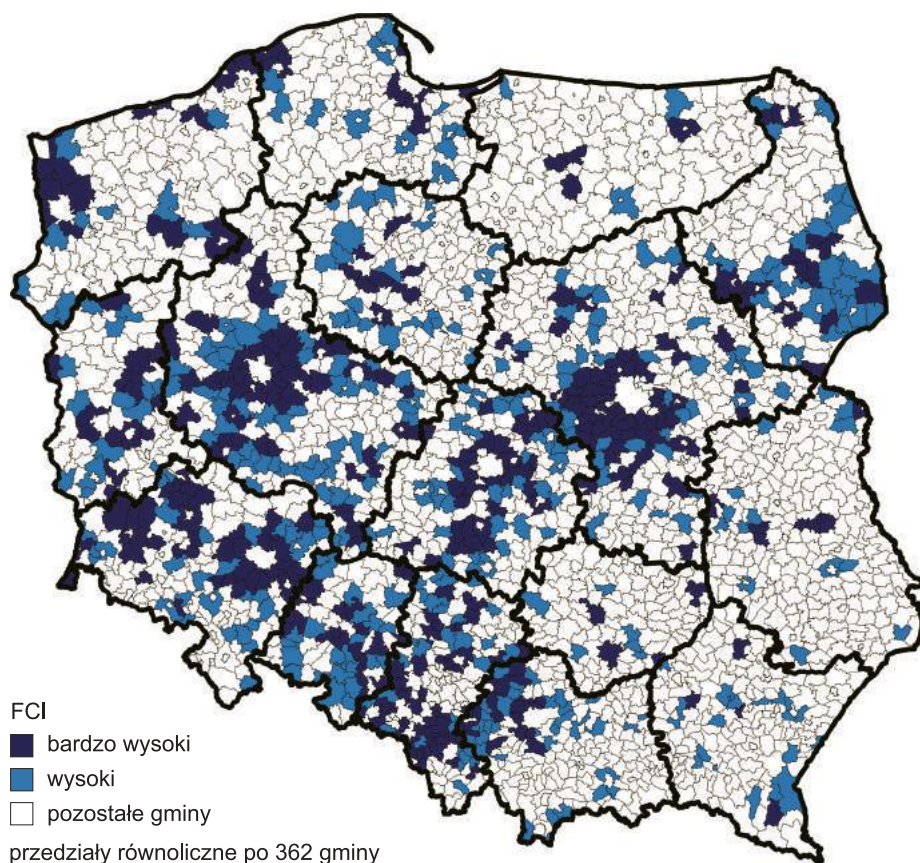 FCI
bardzo wysoki
wysoki
pozostałe gminy
przedziały równoliczne po 362 gminy